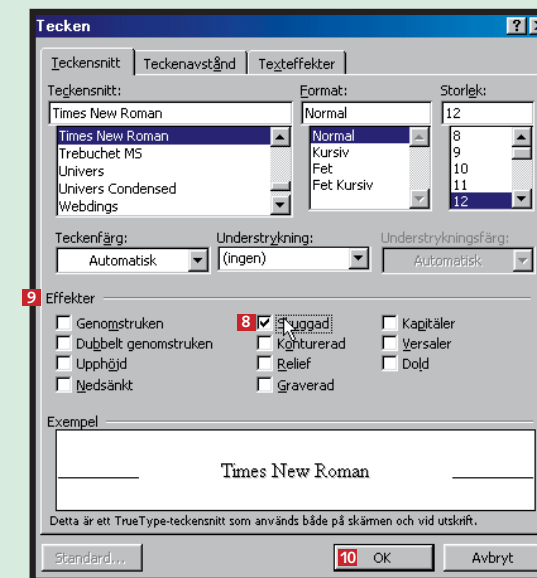 Tecken
Teckensnitt Teckenavstånd Texteffekter
Teckensnitt: Format: Storlek:
Times New Roman Normal 12
Times New Roman Normal 8
Trebuchet MS Kursiv 9
Univers Fet 10
Univers Condensed Fet Kursiv 11
Webdings 12
Teckenfärg: Understrykning: Understrykningsfärg:
Automatisk (ingen) Automatisk
9 Effekter
Genomstruken 8 Skuggad Kapitäler
Dubbelt genomstruken Konturerad Versaler
Upphöjd Relief Dold
Nedsänkt Graverad
Exempel
Times New Roman
Detta är ett TrueType-teckensnitt som används både på skärmen och vid utskrift.
Standard... 10 OK Avbryt